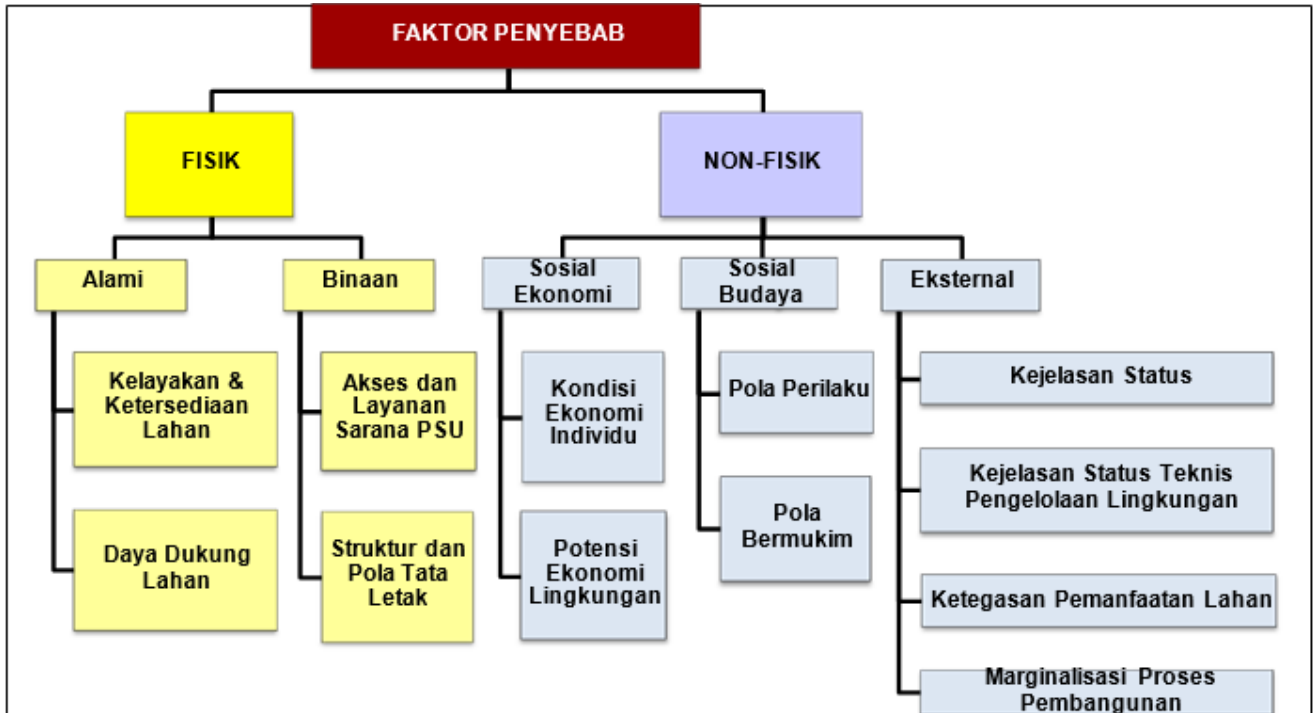 FAKTOR PENYEBAB
FISIK
NON-FISIK
Alami
Binaan
Sosial
Ekonomi
Sosial
Budaya
Eksternal
Kelayakan &
Ketersediaan
Lahan
Daya Dukung
Lahan
Akses dan
Layanan
Sarana PSU
Struktur dan
Pola Tata
Letak
Kondisi
Ekonomi
Individu
Potensi
Ekonomi
Lingkungan
Pola Perilaku
Pola
Bermukim
Kejelasan Status
Kejelasan Status Teknis
Pengelolaan Lingkungan
Ketegasan Pemanfaatan Lahan
Marginalisasi Proses
Pembangunan